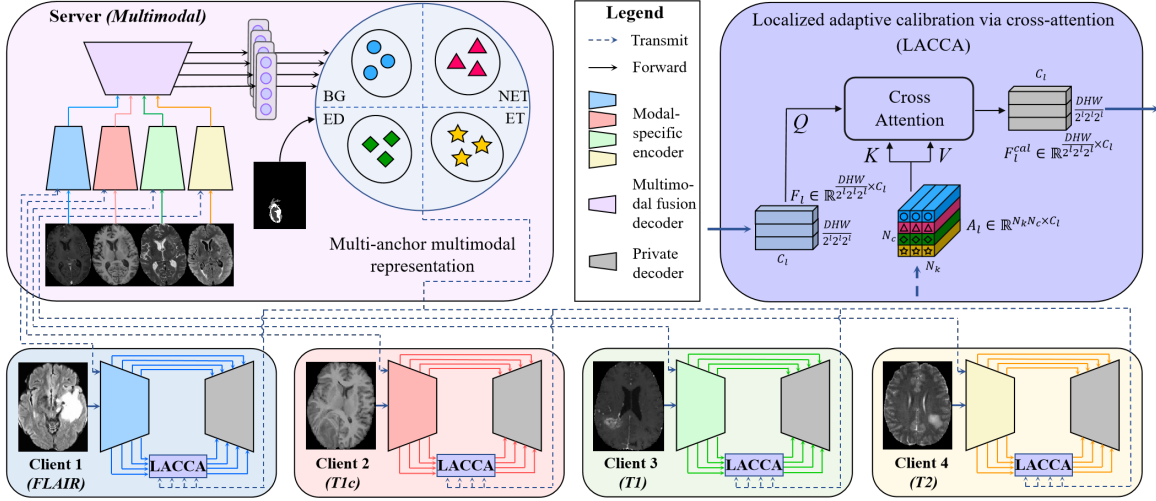 Server (Multimodal)
BG
NET
ED
ET
Multi-anchor multimodal
representation
Legend
Transmit
Forward
Modal-
specific
encoder
Multimo-
dal fusion
decoder
Private
decoder
Localized adaptive calibration via cross-attention
(LACCA)
Cross
Attention
Q
K
V
C_l
DHW
2^l2^l2^l
F_l^{cal} ∈ ℝ^{\frac{DHW}{2^l2^l2^l}×C_l}
F_l ∈ ℝ^{\frac{DHW}{2^l2^l2^l}×C_l}
DHW
2^l2^l2^l
C_l
N_c
N_k
A_l ∈ ℝ^{N_kN_c×C_l}
Client 1
(FLAIR)
LACCA
Client 2
(T1c)
LACCA
Client 3
(T1)
LACCA
Client 4
(T2)
LACCA